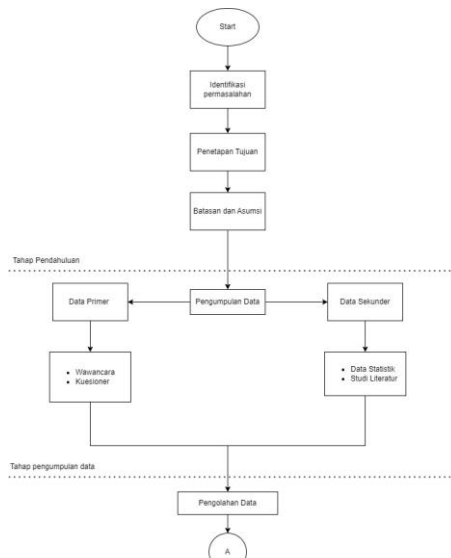 Start
Identifikasi
permasalahan
Penetapan Tujuan
Batasan dan Asumsi
Tahap Pendahuluan
Data Primer
Pengumpulan Data
Data Sekunder
• Wawancara
• Kuesioner
• Data Statistik
• Studi Literatur
Tahap pengumpulan data
Pengolahan Data
A